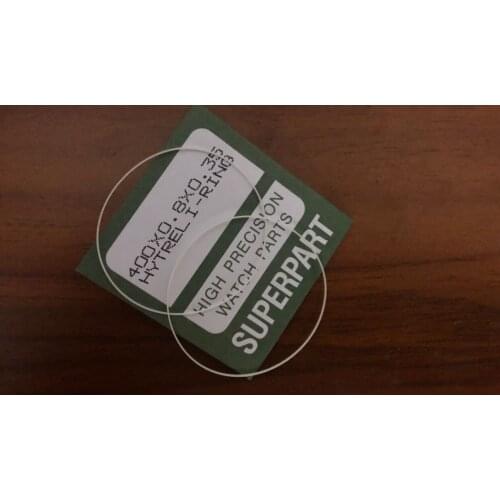 400X0.8X0.35
HYTREL I-RING
HIGH PRECISION
WATCH PARTS
SUPERPART